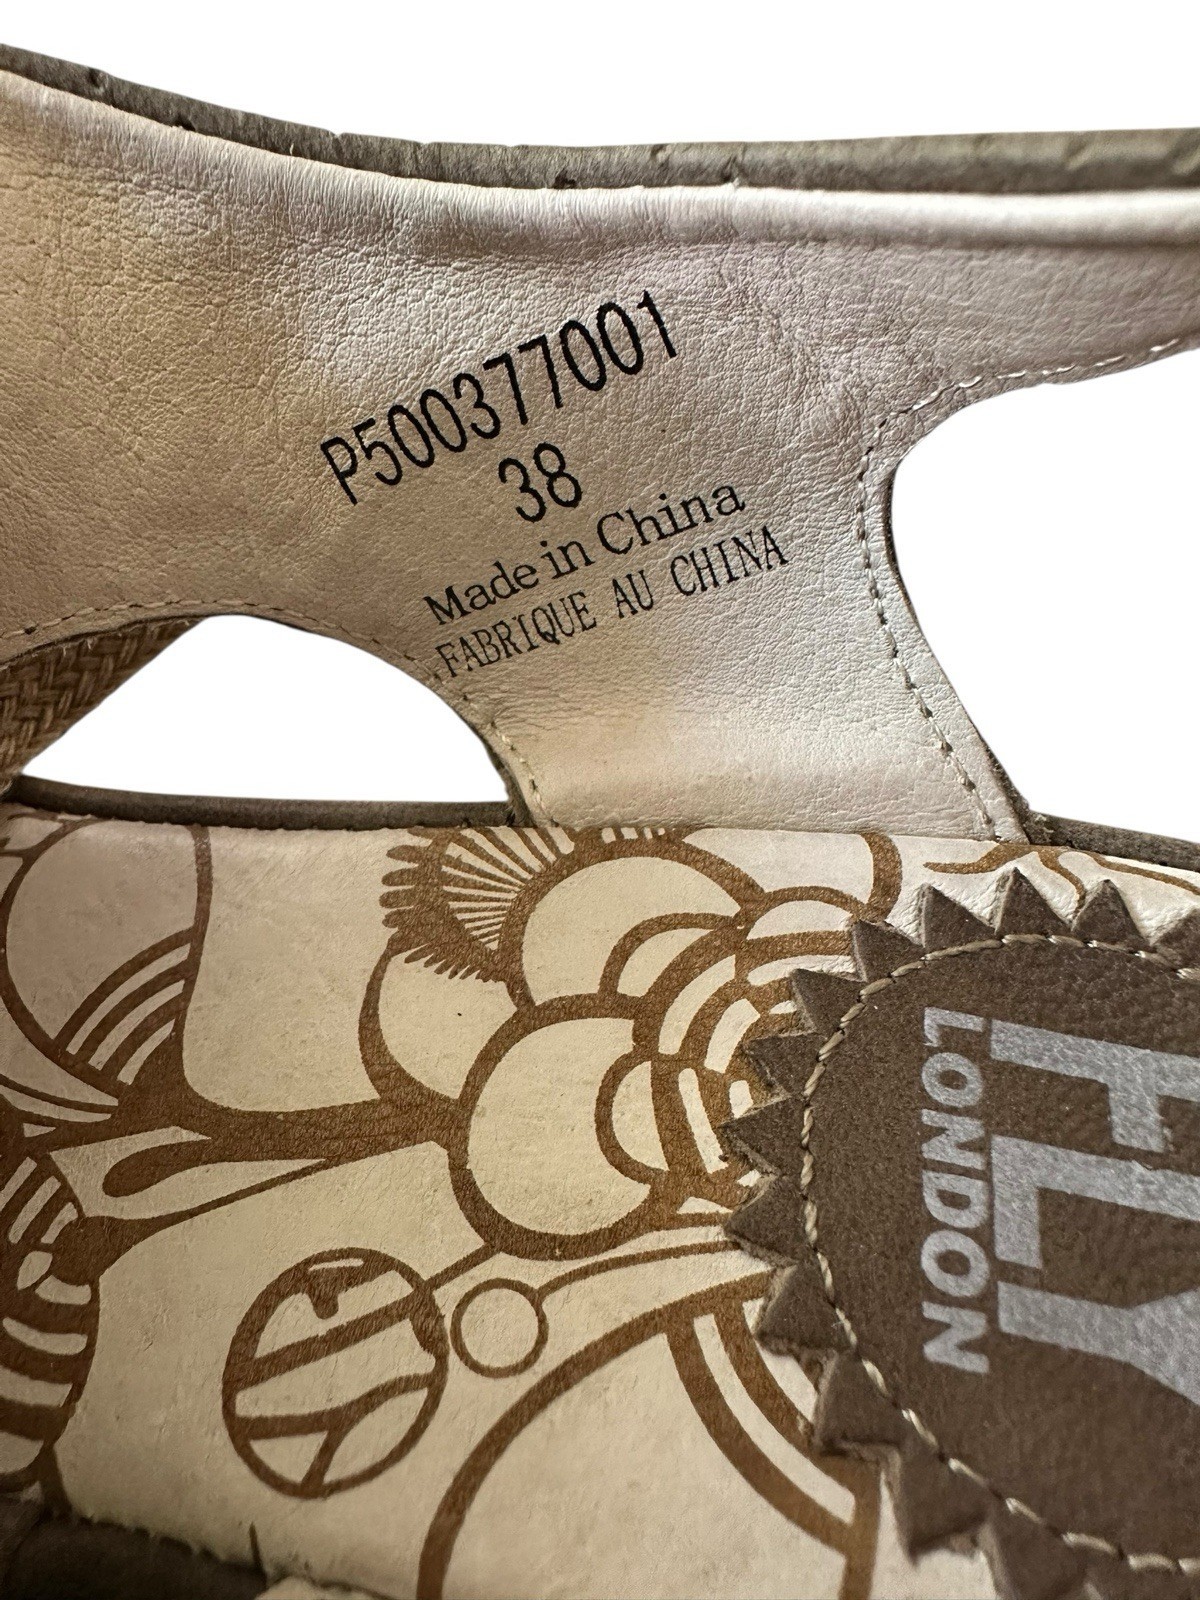 P500377001
38
Made in China
FABRIQUE AU CHINA
FLY
LONDON